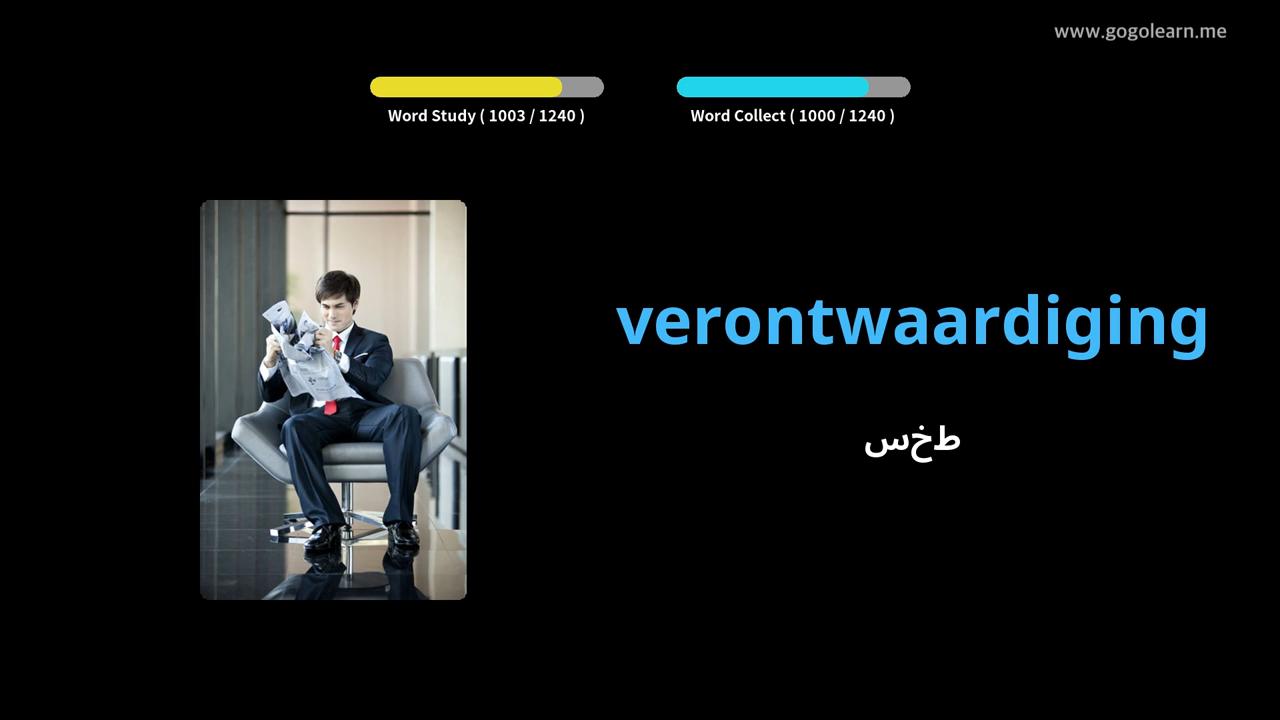 www.gogolearn.me
Word Study ( 1003 / 1240 )
Word Collect ( 1000 / 1240 )
verontwaardiging
سخط